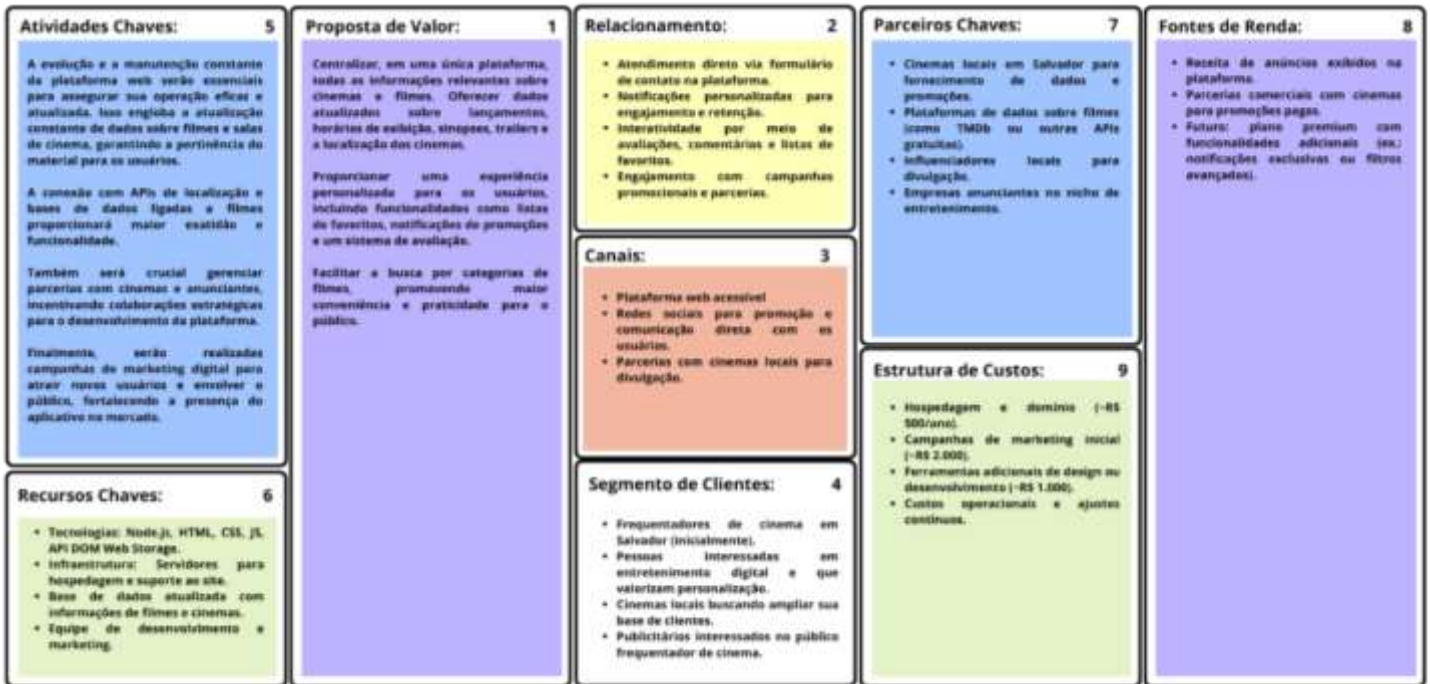 Atividades Chaves: 5
A evolução e a manutenção constante
da plataforma web serão essenciais
para assegurar sua operação eficaz e
atualizada. Isso engloba a atualização
constante de dados sobre filmes e salas
de cinema, garantindo a pertinência do
material para os usuários.
A conexão com APIs de localização e
bases de dados ligadas a filmes
proporcionará maior exatidão e
funcionalidade.
Também será crucial gerenciar
parcerias com cinemas e anunciantes,
incentivando colaborações estratégicas
para o desenvolvimento da plataforma.
Finalmente, serão realizadas
campanhas de marketing digital para
atrair novos usuários e envolver o
público, fortalecendo a presença do
aplicativo no mercado.
Recursos Chaves: 6
• Tecnologias: Node.js, HTML, CSS, JS,
API DOM Web Storage.
• Infraestrutura: Servidores para
hospedagem e suporte ao site.
• Base de dados atualizada com
informações de filmes e cinemas.
• Equipe de desenvolvimento e
marketing.
Proposta de Valor: 1
Centralizar, em uma única plataforma,
todas as informações relevantes sobre
cinemas e filmes. Oferecer dados
atualizados sobre lançamentos,
horários de exibição, sinopses, trailers e
a localização dos cinemas.
Proporcionar uma experiência
personalizada para os usuários,
incluindo funcionalidades como listas
de favoritos, notificações de promoções
e um sistema de avaliação.
Facilitar a busca por categorias de
filmes, promovendo maior
conveniência e praticidade para o
público.
Relacionamento: 2
• Atendimento direto via formulário
de contato na plataforma.
• Notificações personalizadas para
engajamento e retenção.
• Interatividade por meio de
avaliações, comentários e listas de
favoritos.
• Engajamento com campanhas
promocionais e parcerias.
Canais: 3
• Plataforma web acessível
• Redes sociais para promoção e
comunicação direta com os
usuários.
• Parcerias com cinemas locais para
divulgação.
Segmento de Clientes: 4
• Frequentadores de cinema em
Salvador (inicialmente).
• Pessoas interessadas em
entretenimento digital e que
valorizam personalização.
• Cinemas locais buscando ampliar sua
base de clientes.
• Publicitários interessados no público
frequentador de cinema.
Parceiros Chaves: 7
• Cinemas locais em Salvador para
fornecimento de dados e
promoções.
• Plataformas de dados sobre filmes
(como TMDb ou outras APIs
gratuitas).
• Influenciadores locais para
divulgação.
• Empresas anunciantes no nicho de
entretenimento.
Estrutura de Custos: 9
• Hospedagem e domínio (~R$
500/ano).
• Campanhas de marketing inicial
(~R$ 2.000).
• Ferramentas adicionais de design ou
desenvolvimento (~R$ 1.000).
• Custos operacionais e ajustes
contínuos.
Fontes de Renda: 8
• Receita de anúncios exibidos na
plataforma.
• Parcerias comerciais com cinemas
para promoções pagas.
• Futuro: plano premium com
funcionalidades adicionais (ex.:
notificações exclusivas ou filtros
avançados).